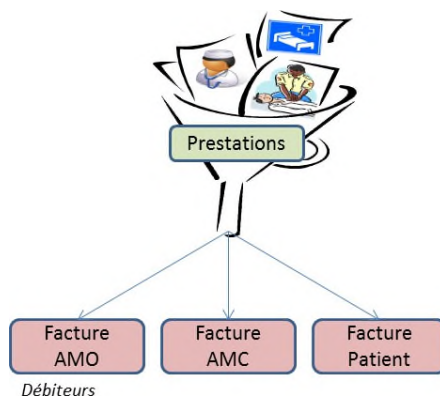 Prestations
Facture
AMO
Facture
AMC
Facture
Patient
Débiteurs